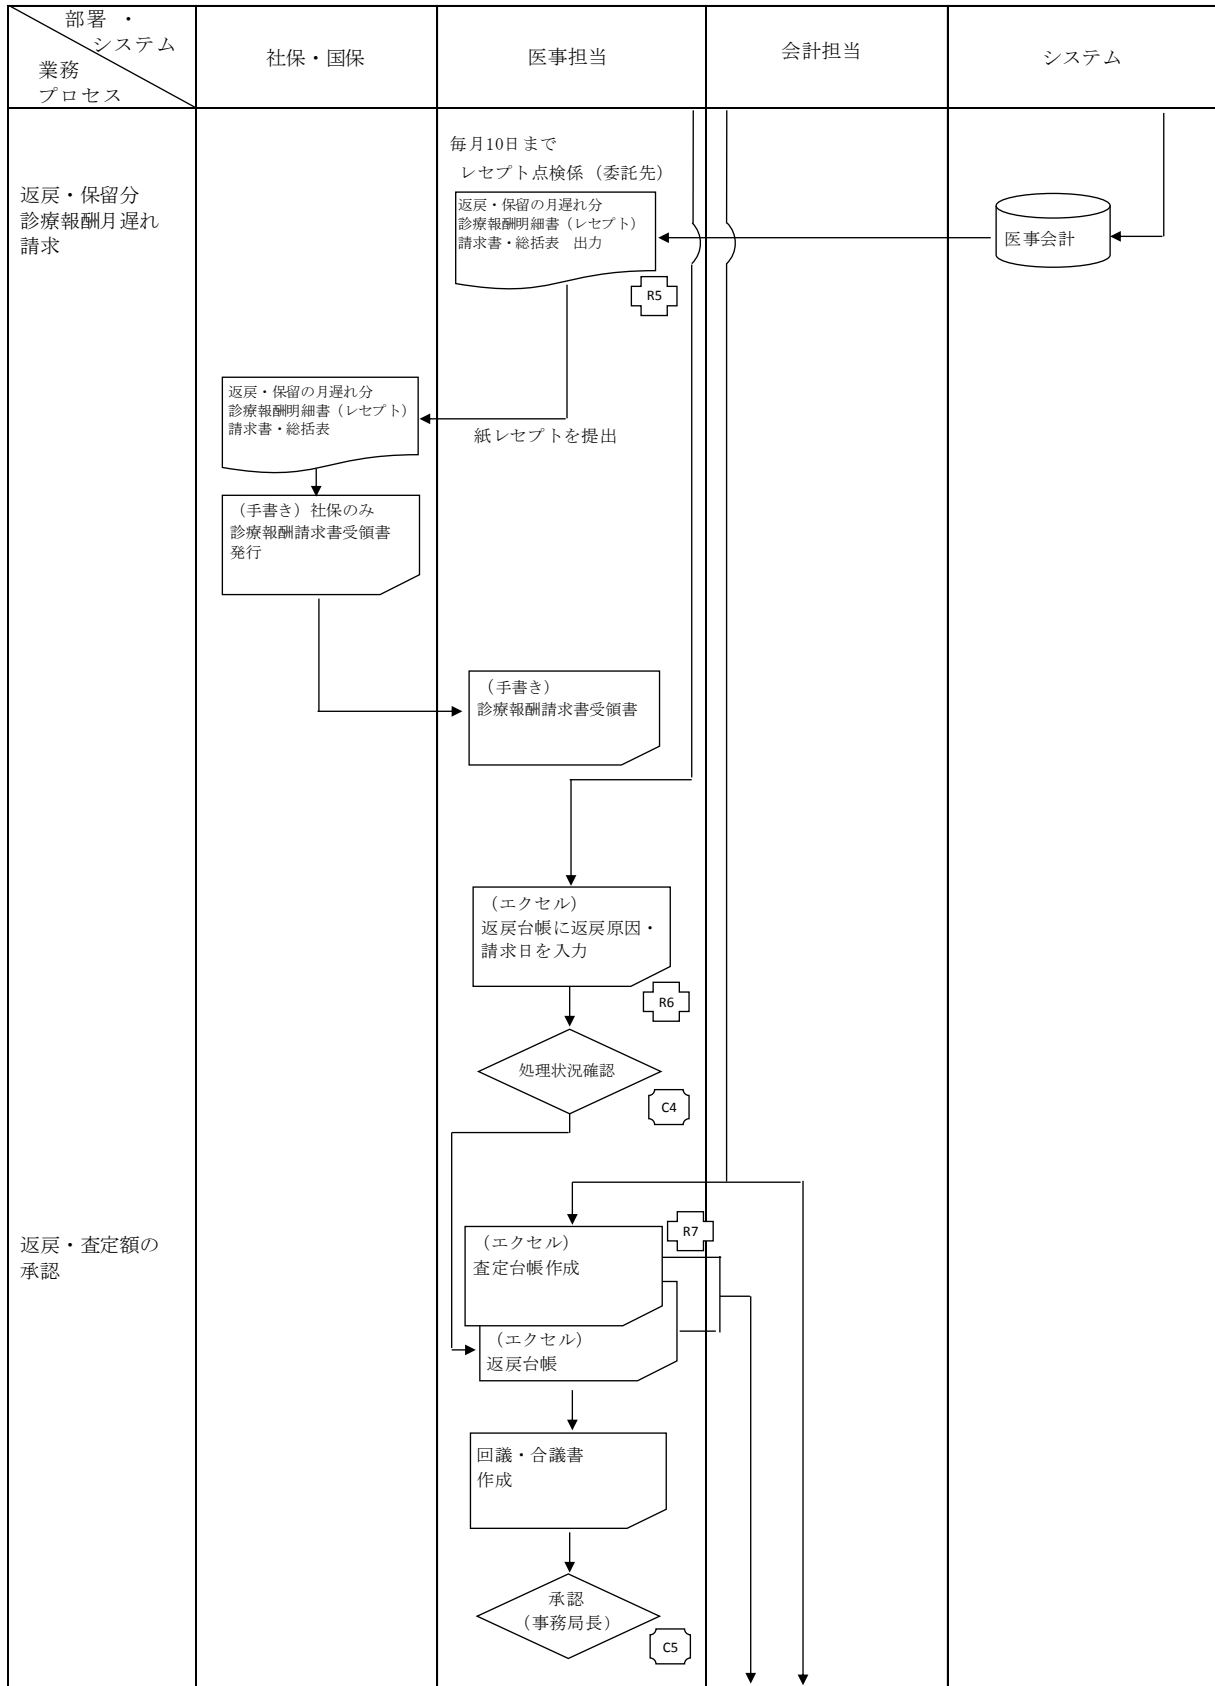 部署 ・
システム
業務
プロセス
社保・国保
医事担当
会計担当
システム
返戻・保留分
診療報酬月遅れ
請求
毎月10日まで
レセプト点検係（委託先）
返戻・保留の月遅れ分
診療報酬明細書（レセプト）
請求書・総括表　出力
R5
医事会計
返戻・保留の月遅れ分
診療報酬明細書（レセプト）
請求書・総括表
紙レセプトを提出
（手書き）社保のみ
診療報酬請求書受領書
発行
（手書き）
診療報酬請求書受領書
（エクセル）
返戻台帳に返戻原因・
請求日を入力
R6
処理状況確認
C4
返戻・査定額の
承認
R7
（エクセル）
査定台帳作成
（エクセル）
返戻台帳
回議・合議書
作成
承認
（事務局長）
C5